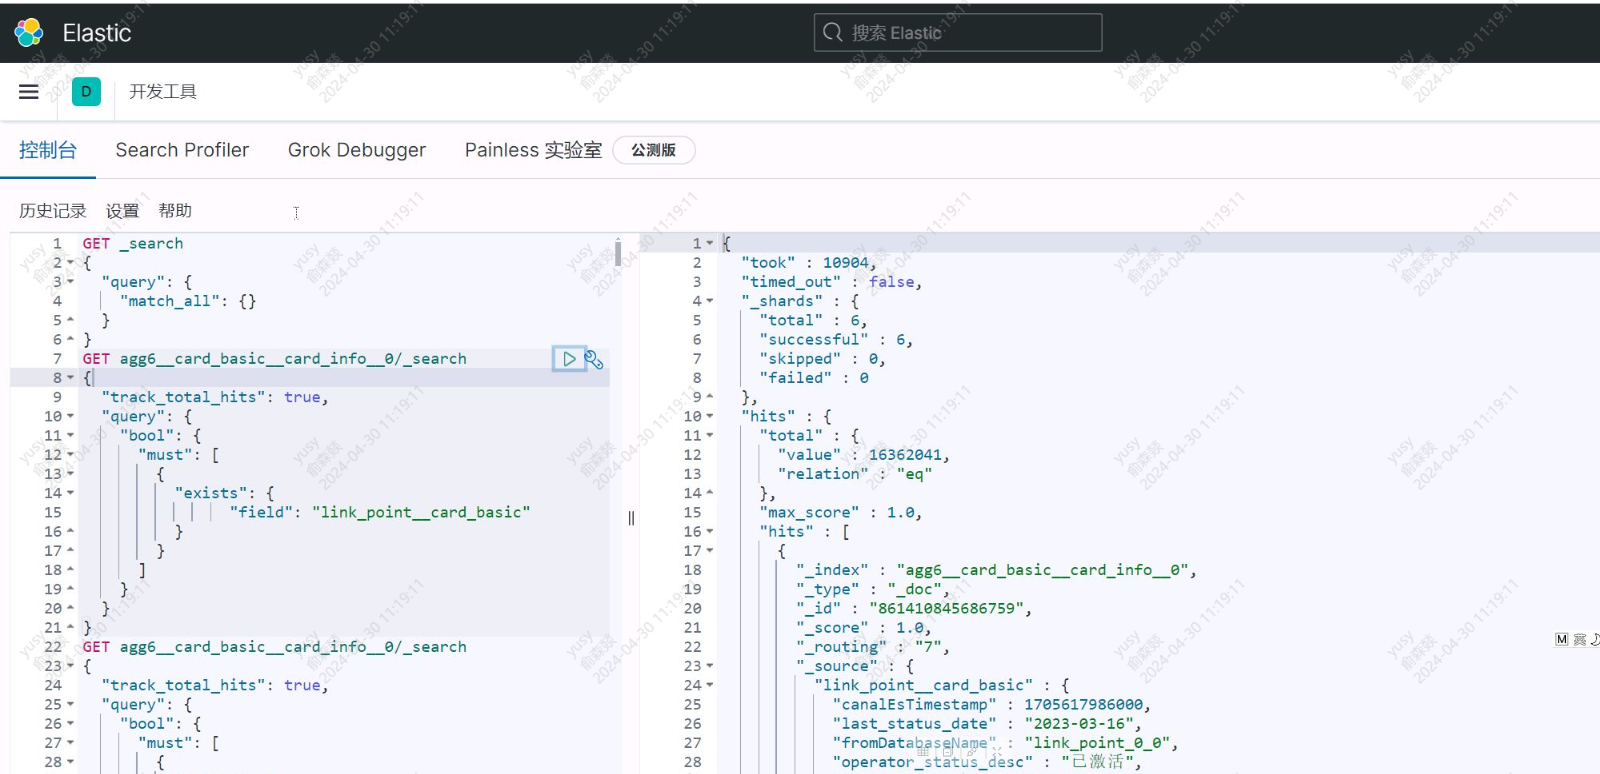 Elastic
搜索 Elastic
D
开发工具
控制台
Search Profiler
Grok Debugger
Painless 实验室
公测版
历史记录
设置
帮助
1 GET _search
2 {
3 "query": {
4 "match_all": {}
5 }
6 }
7 GET agg6__card_basic__card_info__0/_search
8 {
9 "track_total_hits": true,
10 "query": {
11 "bool": {
12 "must": [
13 {
14 "exists": {
15 "field": "link_point__card_basic"
16 }
17 }
18 ]
19 }
20 }
21 }
22 GET agg6__card_basic__card_info__0/_search
23 {
24 "track_total_hits": true,
25 "query": {
26 "bool": {
27 "must": [
28 {
1 {
2 "took" : 10904,
3 "timed_out" : false,
4 "_shards" : {
5 "total" : 6,
6 "successful" : 6,
7 "skipped" : 0,
8 "failed" : 0
9 },
10 "hits" : {
11 "total" : {
12 "value" : 16362041,
13 "relation" : "eq"
14 },
15 "max_score" : 1.0,
16 "hits" : [
17 {
18 "_index" : "agg6__card_basic__card_info__0",
19 "_type" : "_doc",
20 "_id" : "861410845686759",
21 "_score" : 1.0,
22 "_routing" : "7",
23 "_source" : {
24 "link_point__card_basic" : {
25 "canalEsTimestamp" : 1705617986000,
26 "last_status_date" : "2023-03-16",
27 "fromDatabaseName" : "link_point_0_0",
28 "operator_status_desc" : "已激活",
M 英
yusy
2024-04-30 11:19:11